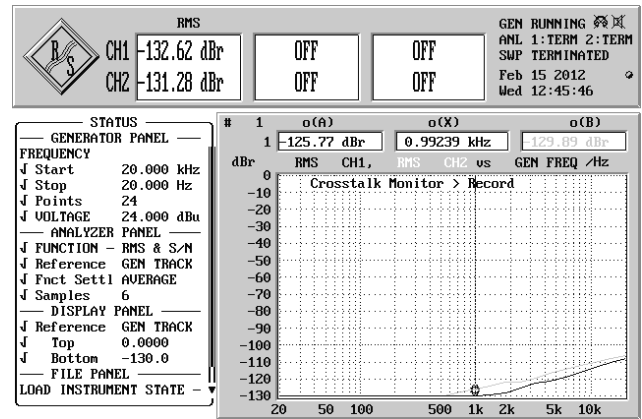 RMS
CH1 -132.62 dBr OFF OFF
CH2 -131.28 dBr OFF OFF
GEN RUNNING
ANL 1:TERM 2:TERM
SWP TERMINATED
Feb 15 2012
Wed 12:45:46
R S
STATUS
GENERATOR PANEL
FREQUENCY
Start 20.000 kHz
Stop 20.000 Hz
Points 24
VOLTAGE 24.000 dBu
ANALYZER PANEL
FUNCTION - RMS & S/N
Reference GEN TRACK
Fnct Settl AVERAGE
Samples 6
DISPLAY PANEL
Reference GEN TRACK
Top 0.0000
Bottom -130.0
FILE PANEL
LOAD INSTRUMENT STATE -
# 1 o(A) o(X) o(B)
1 -125.77 dBr 0.99239 kHz -129.89 dBr
dBr RMS CH1, RMS CH2 vs GEN FREQ /Hz
Crosstalk Monitor > Record
0
-10
-20
-30
-40
-50
-60
-70
-80
-90
-100
-110
-120
-130
20 50 100 500 1k 2k 5k 10k